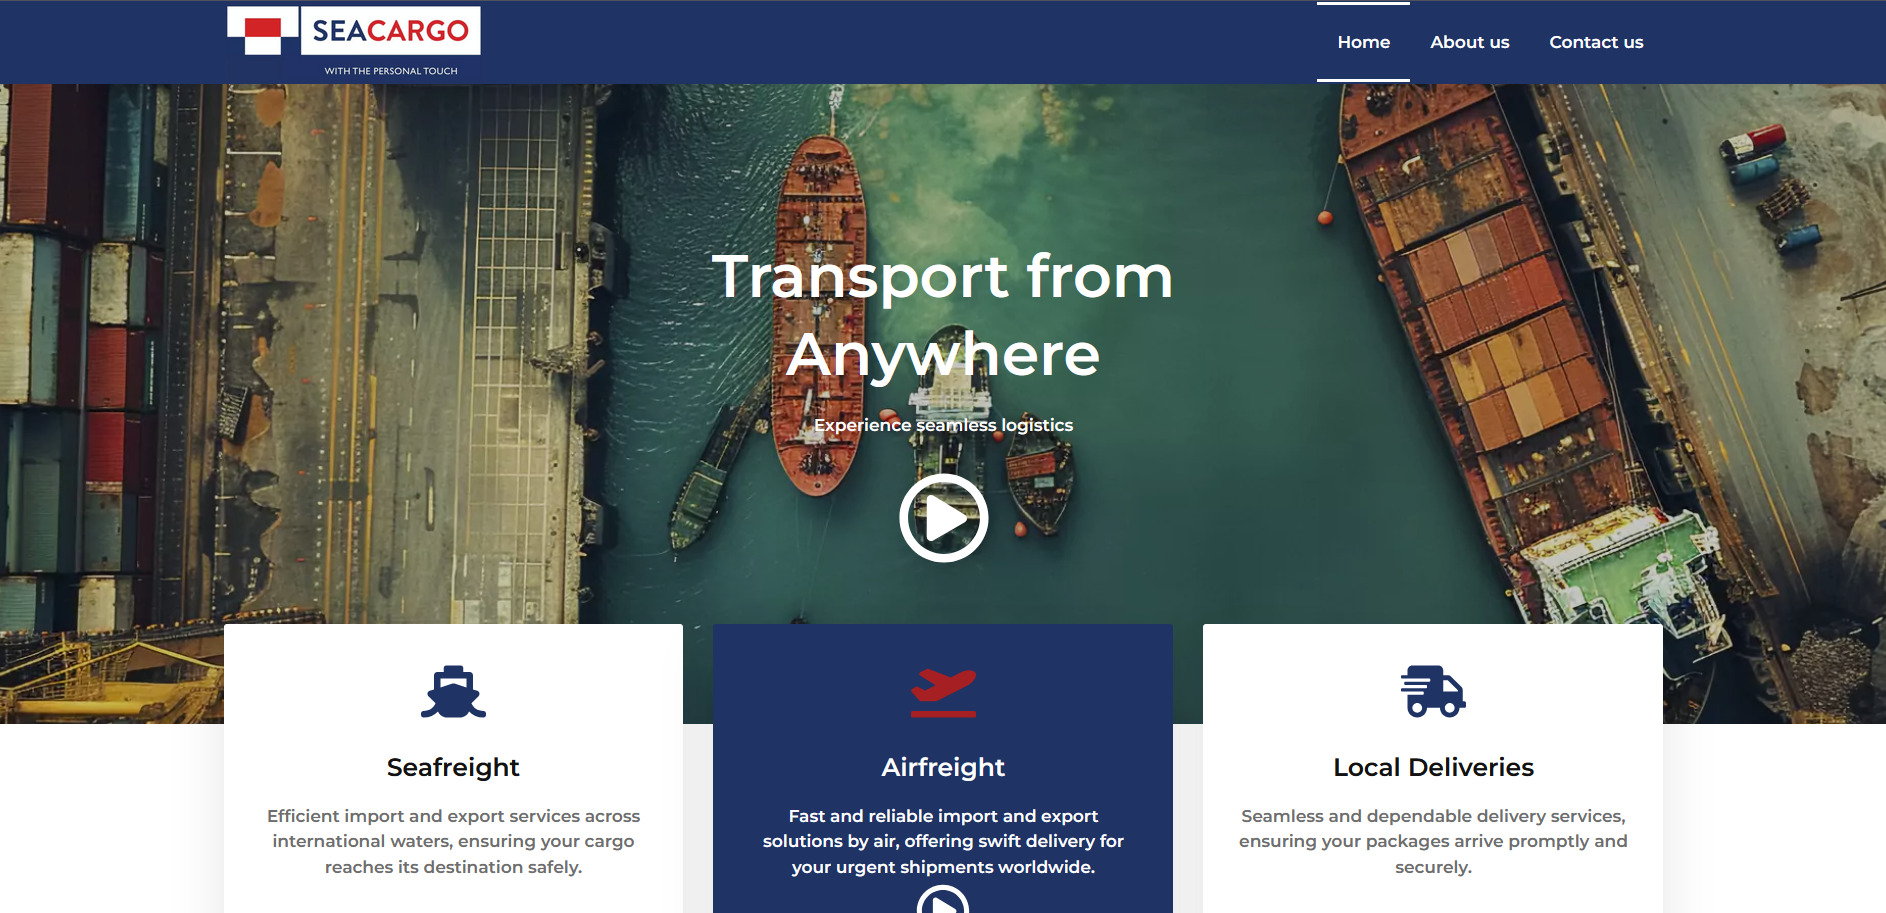 SEACARGO
WITH THE PERSONAL TOUCH
Home
About us
Contact us
Transport from
Anywhere
Experience seamless logistics
Seafreight
Efficient import and export services across
international waters, ensuring your cargo
reaches its destination safely.
Airfreight
Fast and reliable import and export
solutions by air, offering swift delivery for
your urgent shipments worldwide.
Local Deliveries
Seamless and dependable delivery services,
ensuring your packages arrive promptly and
securely.